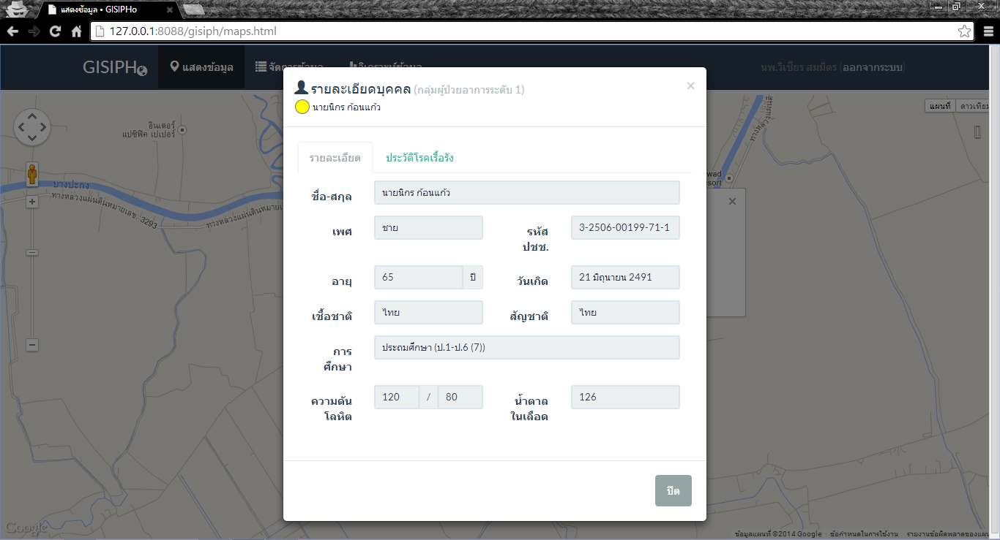 แสดงข้อมูล • GISIPHo
127.0.0.1:8088/gisiph/maps.html
GISIPH
แสดงข้อมูล
จัดการข้อมูล
วิเคราะห์ข้อมูล
นพ.วิเชียร สมมิตร (ออกจากระบบ)
รายละเอียดบุคคล (กลุ่มผู้ป่วยอาการระดับ 1)
×
นายนิกร ก้อนแก้ว
รายละเอียด
ประวัติโรคเรื้อรัง
ชื่อ-สกุล
นายนิกร ก้อนแก้ว
เพศ
ชาย
รหัส
ปชช.
3-2506-00199-71-1
อายุ
65
ปี
วันเกิด
21 มิถุนายน 2491
เชื้อชาติ
ไทย
สัญชาติ
ไทย
การ
ศึกษา
ประถมศึกษา (ป.1-ป.6 (7))
ความดัน
โลหิต
120 / 80
น้ำตาล
ในเลือด
126
ปิด
อินเตอร์
แปซิฟิค เปเปอร์
บางปะกง
ทางหลวงแผ่นดินหมายเลข 3293
แผนที่
ดาวเทียม
wad
sort
Google
ข้อมูลแผนที่ ©2014 Google
ข้อกำหนดในการใช้งาน
รายงานข้อผิดพลาดของแผน